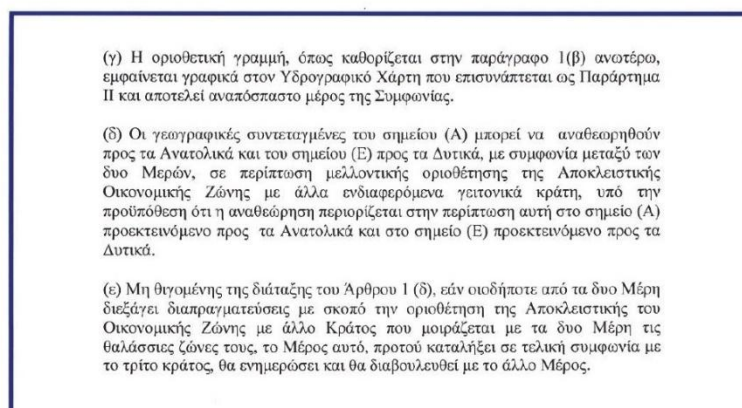 (γ) Η οριοθετική γραμμή, όπως καθορίζεται στην παράγραφο 1(β) ανωτέρω,
εμφαίνεται γραφικά στον Υδρογραφικό Χάρτη που επισυνάπτεται ως Παράρτημα
ΙΙ και αποτελεί αναπόσπαστο μέρος της Συμφωνίας.
(δ) Οι γεωγραφικές συντεταγμένες του σημείου (Α) μπορεί να αναθεωρηθούν
προς τα Ανατολικά και του σημείου (Ε) προς τα Δυτικά, με συμφωνία μεταξύ των
δυο Μερών, σε περίπτωση μελλοντικής οριοθέτησης της Αποκλειστικής
Οικονομικής Ζώνης με άλλα ενδιαφερόμενα γειτονικά κράτη, υπό την
προϋπόθεση ότι η αναθεώρηση περιορίζεται στην περίπτωση αυτή στο σημείο (Α)
προεκτεινόμενο προς τα Ανατολικά και στο σημείο (Ε) προεκτεινόμενο προς τα
Δυτικά.
(ε) Μη θιγομένης της διάταξης του Άρθρου 1 (δ), εάν οιοδήποτε από τα δυο Μέρη
διεξάγει διαπραγματεύσεις με σκοπό την οριοθέτηση της Αποκλειστικής του
Οικονομικής Ζώνης με άλλο Κράτος που μοιράζεται με τα δυο Μέρη τις
θαλάσσιες ζώνες τους, το Μέρος αυτό, προτού καταλήξει σε τελική συμφωνία με
το τρίτο κράτος, θα ενημερώσει και θα διαβουλευθεί με το άλλο Μέρος.